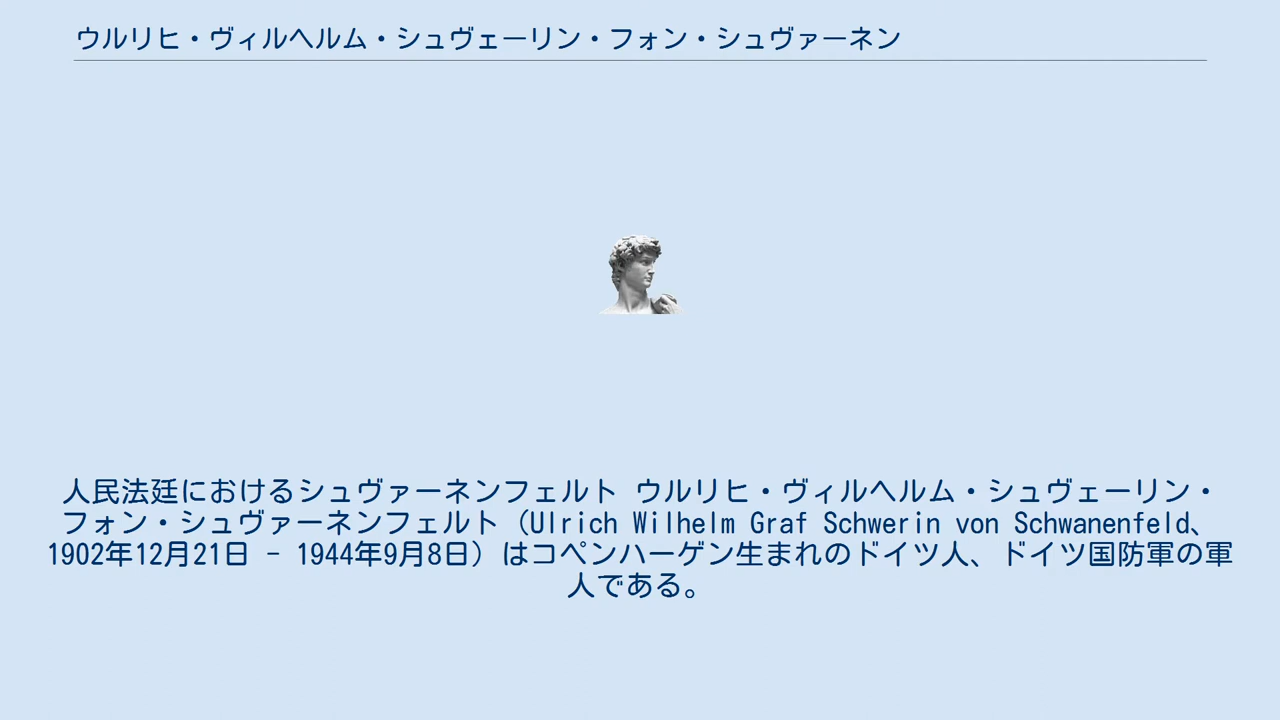 ウルリヒ・ヴィルヘルム・シュヴェーリン・フォン・シュヴァーネン
人民法廷におけるシュヴァーネンフェルト ウルリヒ・ヴィルヘルム・シュヴェーリン・
フォン・シュヴァーネンフェルト（Ulrich Wilhelm Graf Schwerin von Schwanenfeld、
1902年12月21日 - 1944年9月8日）はコペンハーゲン生まれのドイツ人、ドイツ国防軍の軍
人である。